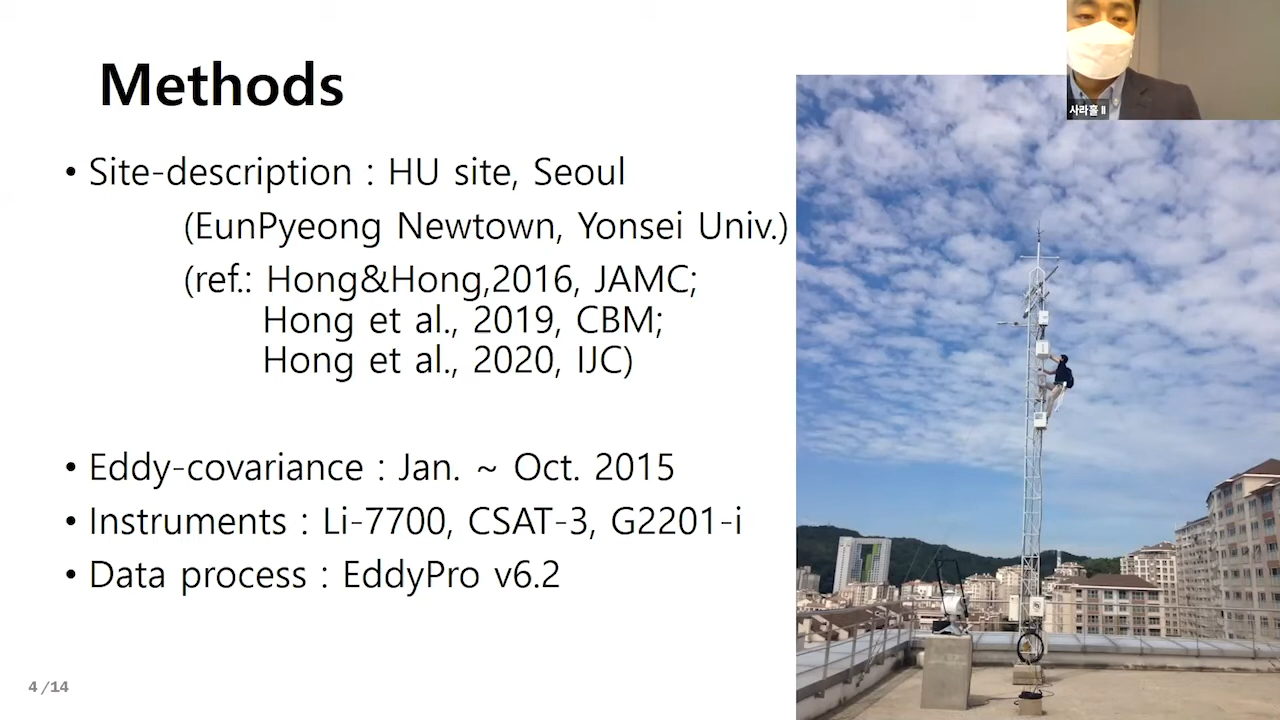 Methods
사라홀 II
• Site-description : HU site, Seoul
(EunPyeong Newtown, Yonsei Univ.)
(ref.: Hong&Hong,2016, JAMC;
Hong et al., 2019, CBM;
Hong et al., 2020, IJC)
• Eddy-covariance : Jan. ~ Oct. 2015
• Instruments : Li-7700, CSAT-3, G2201-i
• Data process : EddyPro v6.2
4 /14